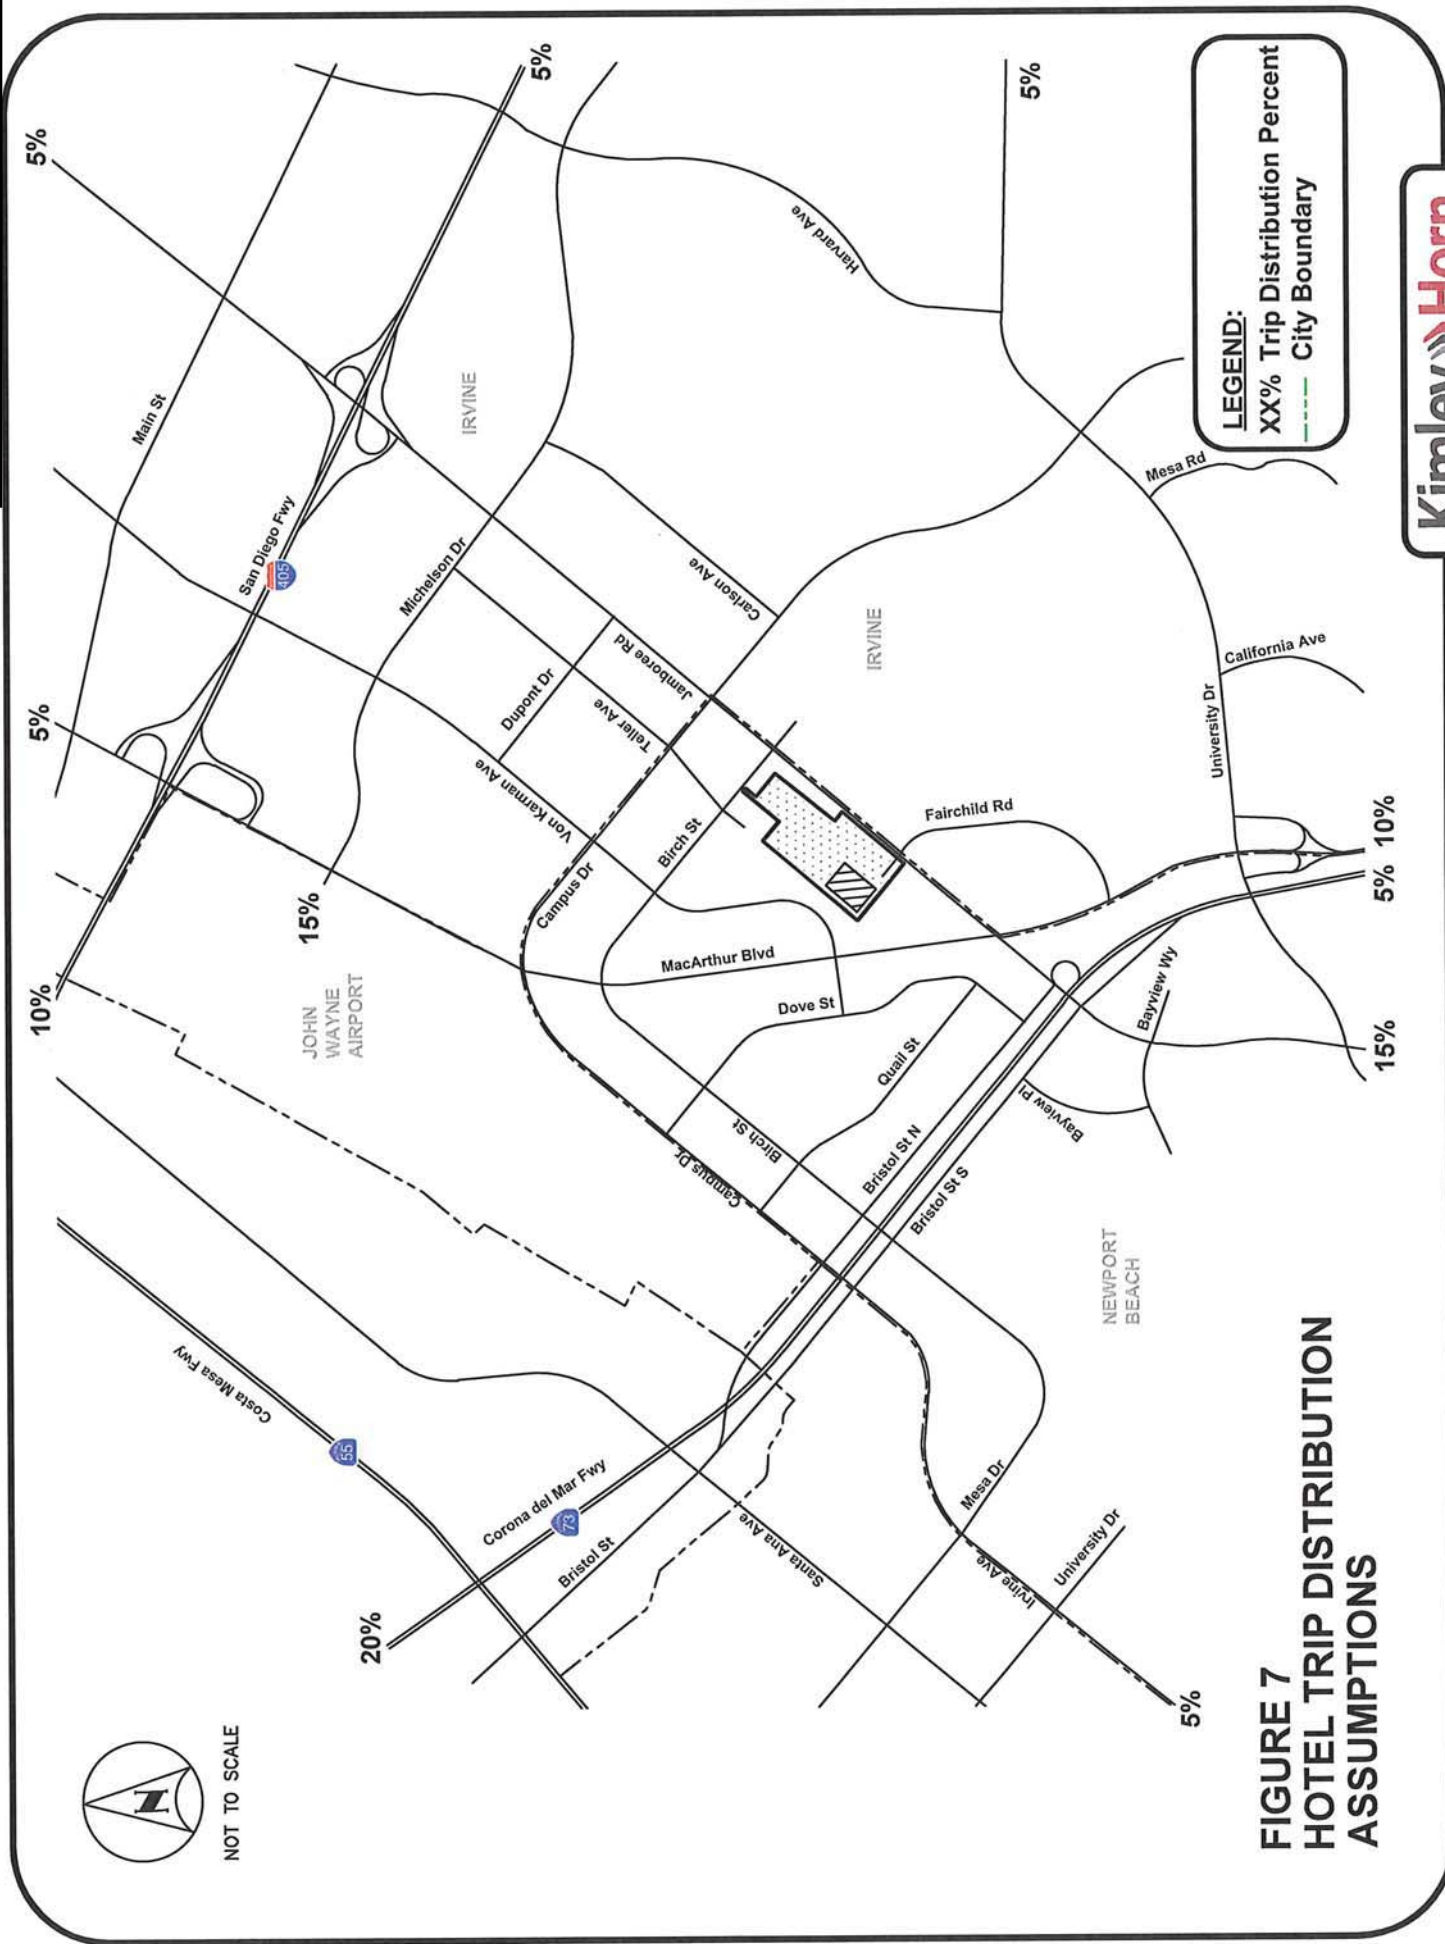 5%
5%
10%
5%
Main St
San Diego Fwy
405
IRVINE
Michelson Dr
15%
JOHN
WAYNE
AIRPORT
Costa Mesa Fwy
55
20%
Corona del Mar Fwy
73
Bristol St
Santa Ana Ave
Dupont Dr
Teller Ave
Jamboree Rd
Carlson Ave
Von Karman Ave
Campus Dr
Birch St
MacArthur Blvd
Dove St
Quail St
Birch St
Campus Dr
Bristol St N
Bristol St S
Harvard Ave
5%
IRVINE
Fairchild Rd
University Dr
California Ave
Mesa Rd
Bayview Pl
Bayview Wy
NEWPORT
BEACH
Mesa Dr
Irvine Ave
University Dr
5%
15%
5%
10%
NOT TO SCALE
N
LEGEND:
XX% Trip Distribution Percent
City Boundary
FIGURE 7
HOTEL TRIP DISTRIBUTION
ASSUMPTIONS
Kimley»Horn